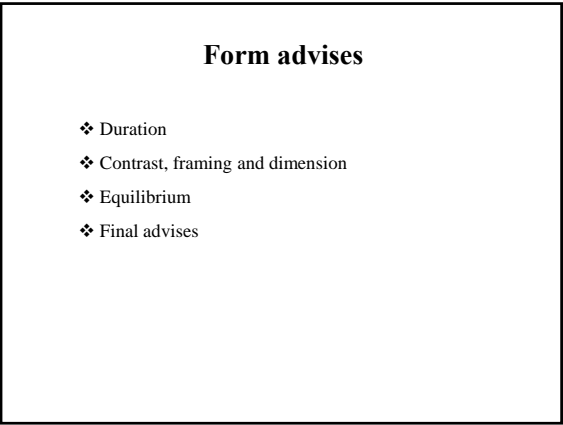 Form advises
❖ Duration
❖ Contrast, framing and dimension
❖ Equilibrium
❖ Final advises